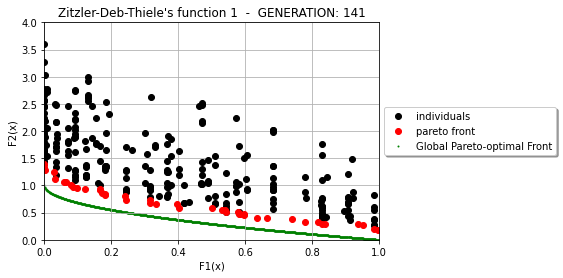 Zitzler-Deb-Thiele's function 1  -  GENERATION: 141
4.0
3.5
3.0
2.5
2.0
1.5
1.0
0.5
0.0
F2(x)
0.0 0.2 0.4 0.6 0.8 1.0
F1(x)
individuals
pareto front
Global Pareto-optimal Front